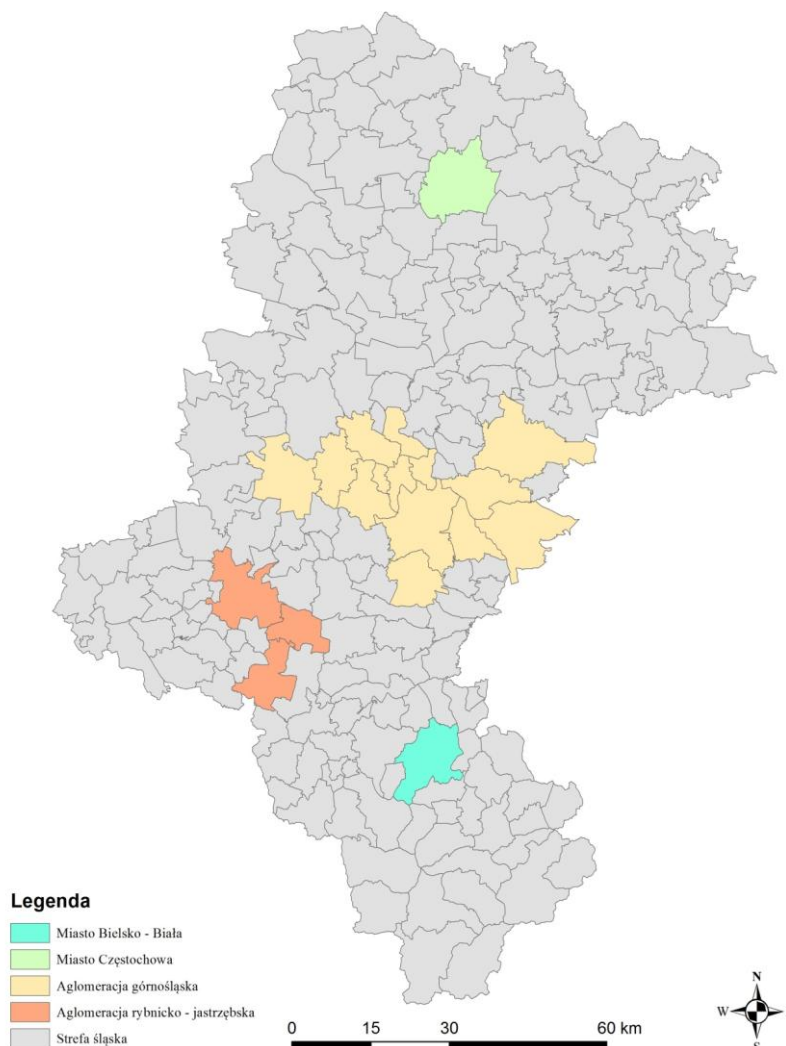 Legenda
Miasto Bielsko - Biała
Miasto Częstochowa
Aglomeracja górnośląska
Aglomeracja rybnicko - jastrzębska
Strefa śląska
0 15 30 60 km
N
W E
S